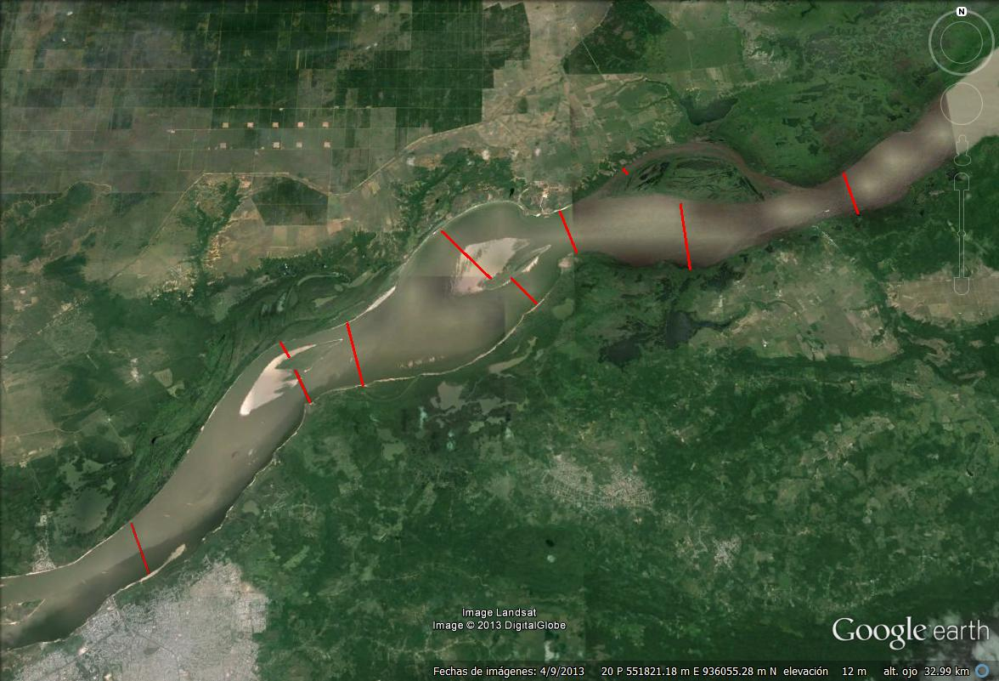 N
Image Landsat
Image © 2013 DigitalGlobe
Google earth
Fechas de imágenes: 4/9/2013 20 P 551821.18 m E 936055.28 m N elevación 12 m alt. ojo 32.99 km